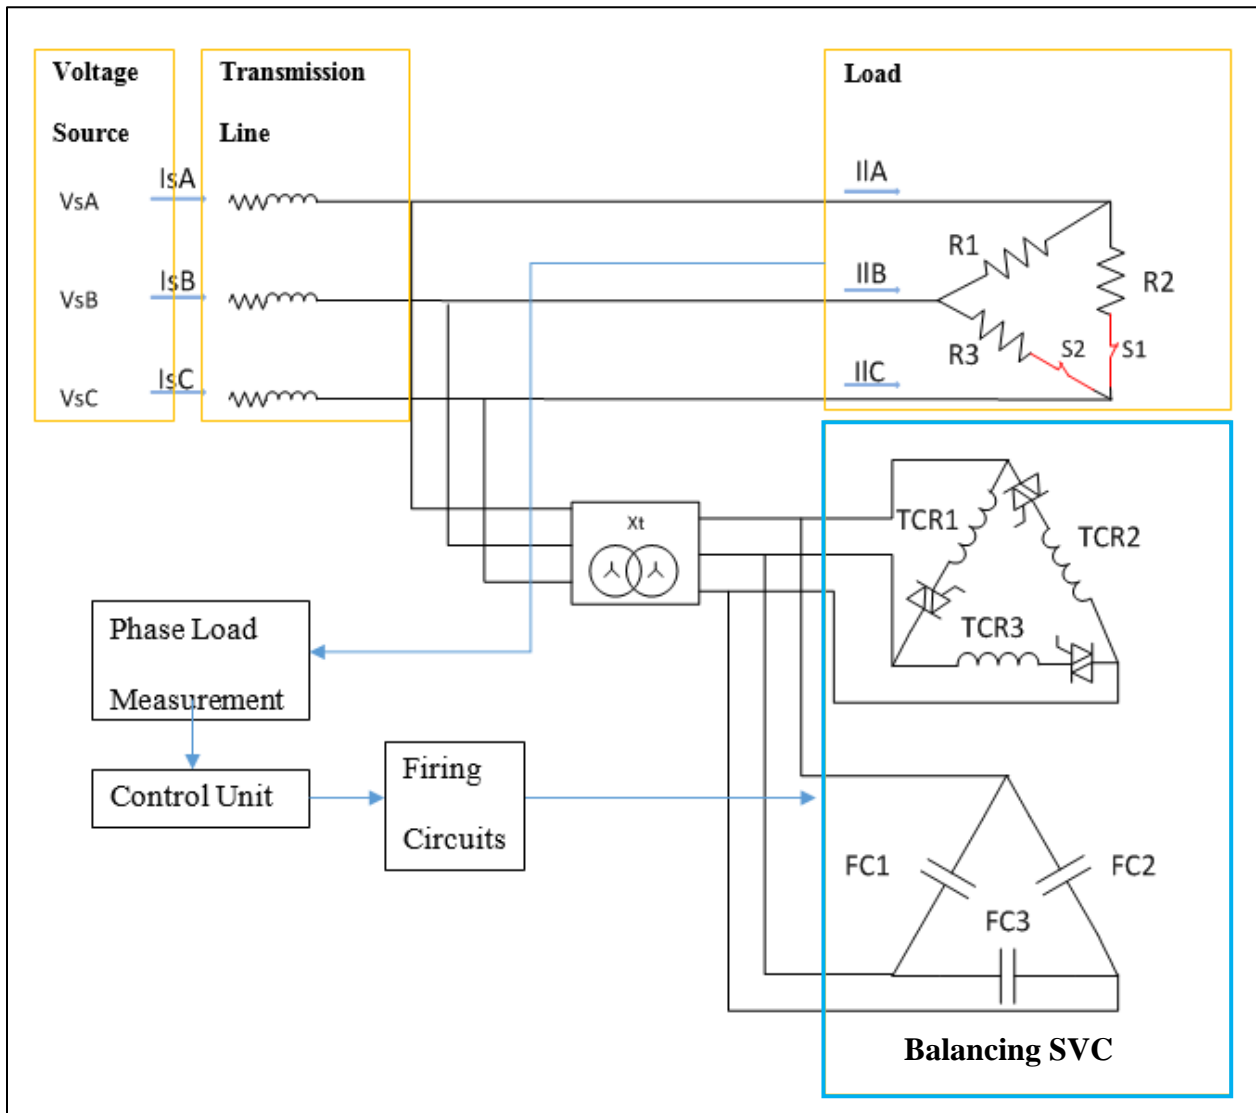 Voltage
Source
Transmission
Line
Load
VsA
IsA
IlA
VsB
IsB
IlB
VsC
IsC
IlC
R1
R2
R3
S2
S1
Xt
TCR1
TCR2
TCR3
Phase Load
Measurement
Control Unit
Firing
Circuits
FC1
FC2
FC3
Balancing SVC